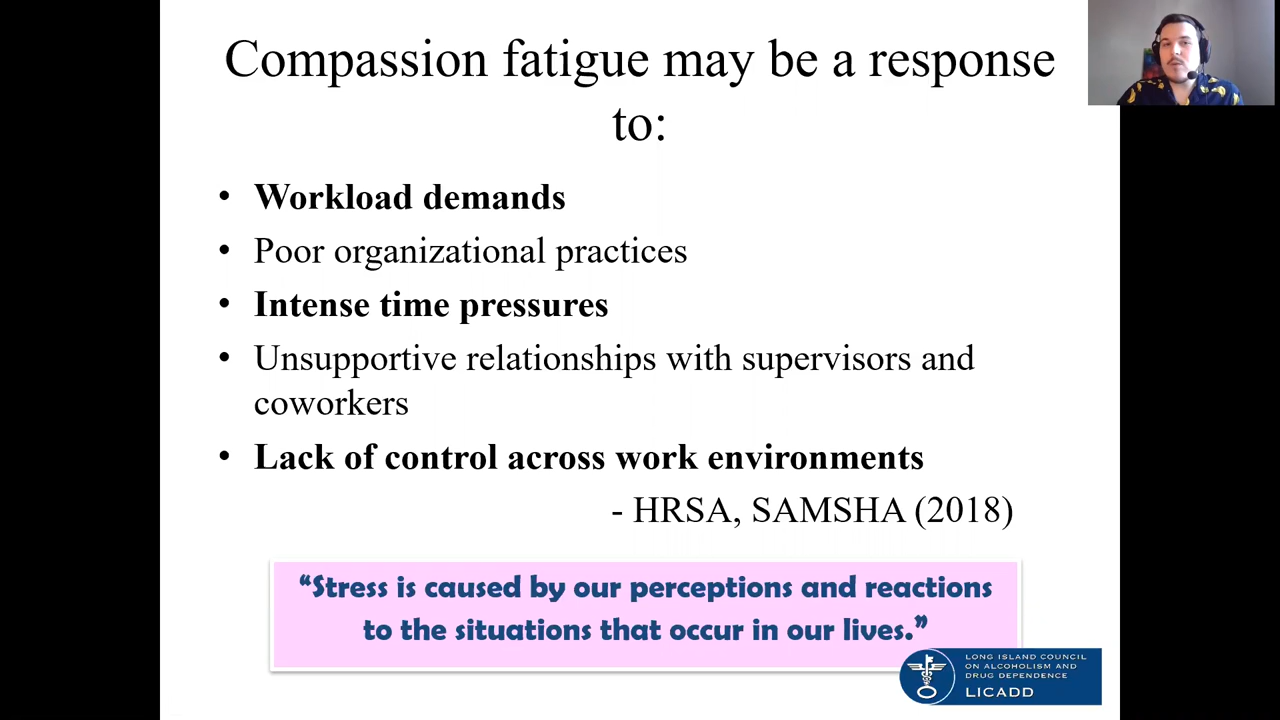 Compassion fatigue may be a response
to:
• Workload demands
• Poor organizational practices
• Intense time pressures
• Unsupportive relationships with supervisors and
coworkers
• Lack of control across work environments
- HRSA, SAMSHA (2018)
“Stress is caused by our perceptions and reactions
to the situations that occur in our lives.”
LONG ISLAND COUNCIL
ON ALCOHOLISM AND
DRUG DEPENDENCE
LICADD